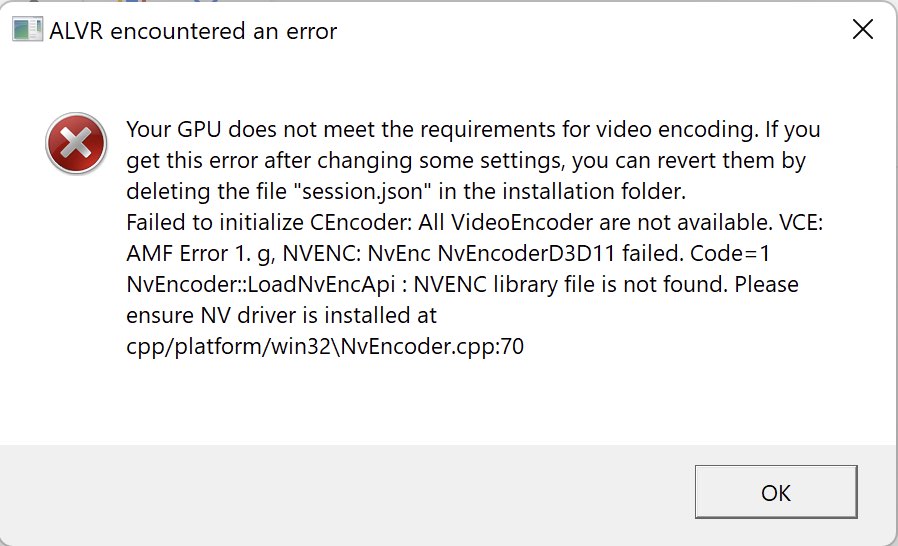 ALVR encountered an error
Your GPU does not meet the requirements for video encoding. If you
get this error after changing some settings, you can revert them by
deleting the file "session.json" in the installation folder.
Failed to initialize CEncoder: All VideoEncoder are not available. VCE:
AMF Error 1. g, NVENC: NvEnc NvEncoderD3D11 failed. Code=1
NvEncoder::LoadNvEncApi : NVENC library file is not found. Please
ensure NV driver is installed at
cpp/platform/win32\NvEncoder.cpp:70
OK